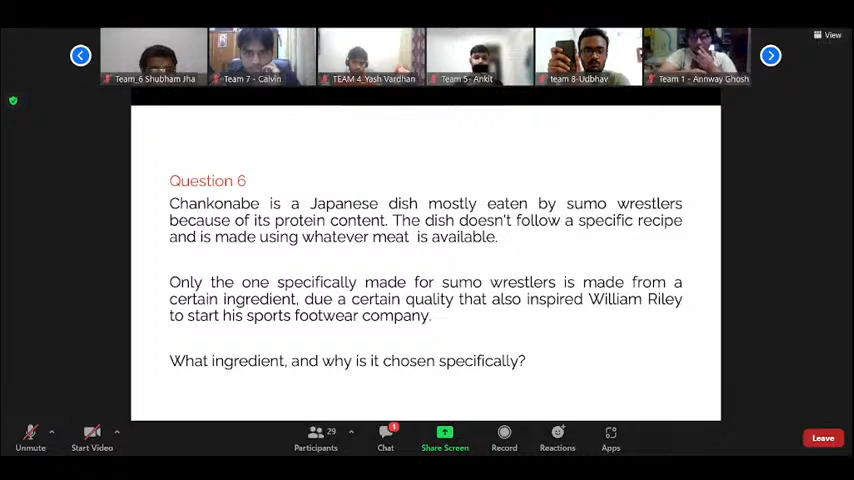 View
Team_6 Shubham Jha
Team 7 - Calvin
TEAM 4_Yash Vardhan
Team 5- Ankit
team 8-Udbhav
Team 1 - Annway Ghosh
Question 6
Chankonabe is a Japanese dish mostly eaten by sumo wrestlers
because of its protein content. The dish doesn't follow a specific recipe
and is made using whatever meat is available.
Only the one specifically made for sumo wrestlers is made from a
certain ingredient, due a certain quality that also inspired William Riley
to start his sports footwear company.
What ingredient, and why is it chosen specifically?
29
1
Unmute
Start Video
Participants
Chat
Share Screen
Record
Reactions
Apps
Leave